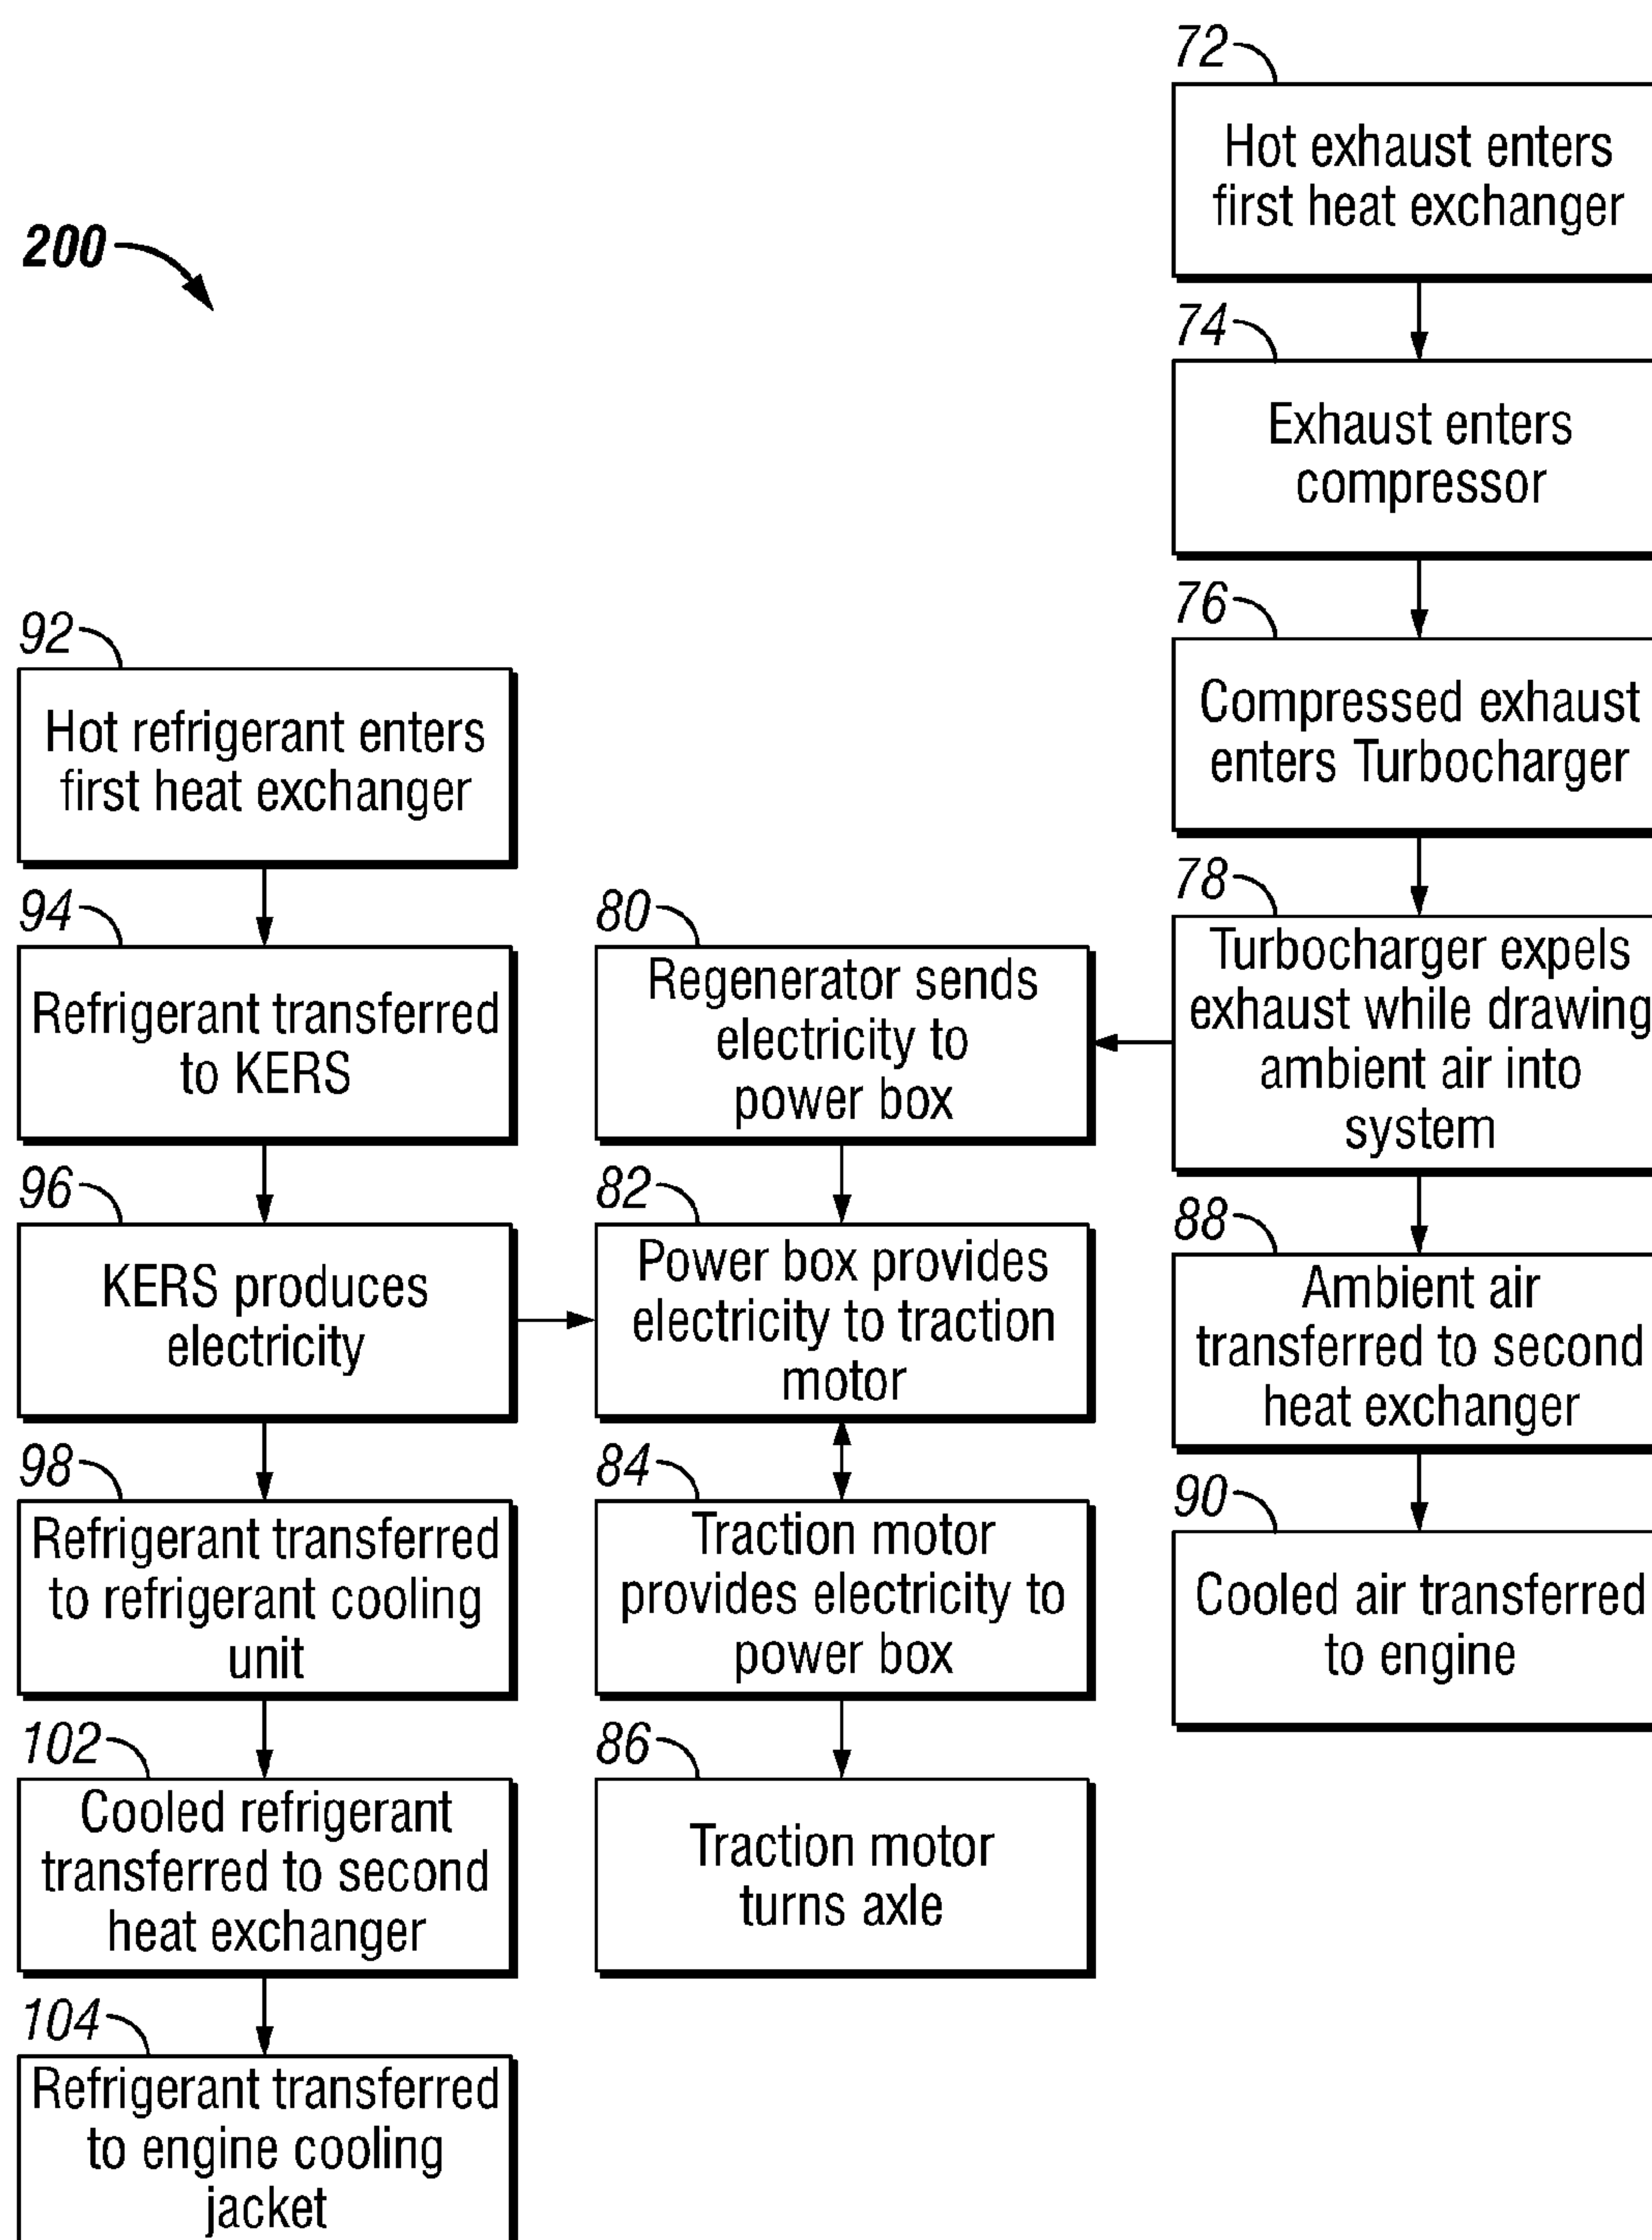 200
92
Hot refrigerant enters
first heat exchanger
94
Refrigerant transferred
to KERS
96
KERS produces
electricity
98
Refrigerant transferred
to refrigerant cooling
unit
102
Cooled refrigerant
transferred to second
heat exchanger
104
Refrigerant transferred
to engine cooling
jacket
80
Regenerator sends
electricity to
power box
82
Power box provides
electricity to traction
motor
84
Traction motor
provides electricity to
power box
86
Traction motor
turns axle
72
Hot exhaust enters
first heat exchanger
74
Exhaust enters
compressor
76
Compressed exhaust
enters Turbocharger
78
Turbocharger expels
exhaust while drawing
ambient air into
system
88
Ambient air
transferred to second
heat exchanger
90
Cooled air transferred
to engine